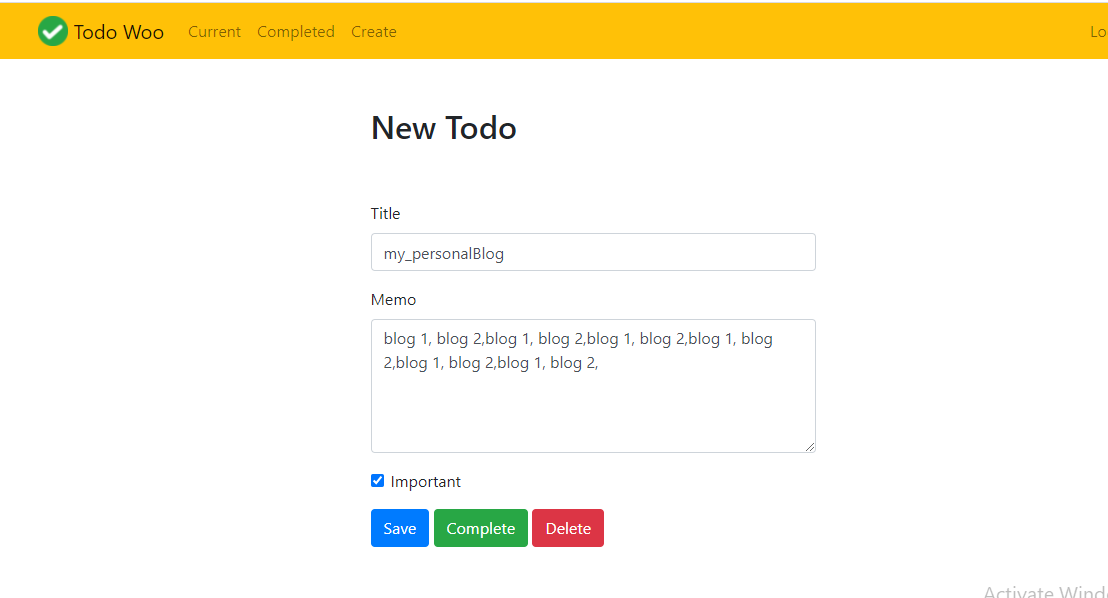 Todo Woo Current Completed Create Lo
New Todo
Title
my_personalBlog
Memo
blog 1, blog 2,blog 1, blog 2,blog 1, blog 2,blog 1, blog
2,blog 1, blog 2,blog 1, blog 2,
Important
Save Complete Delete
Activate Wind